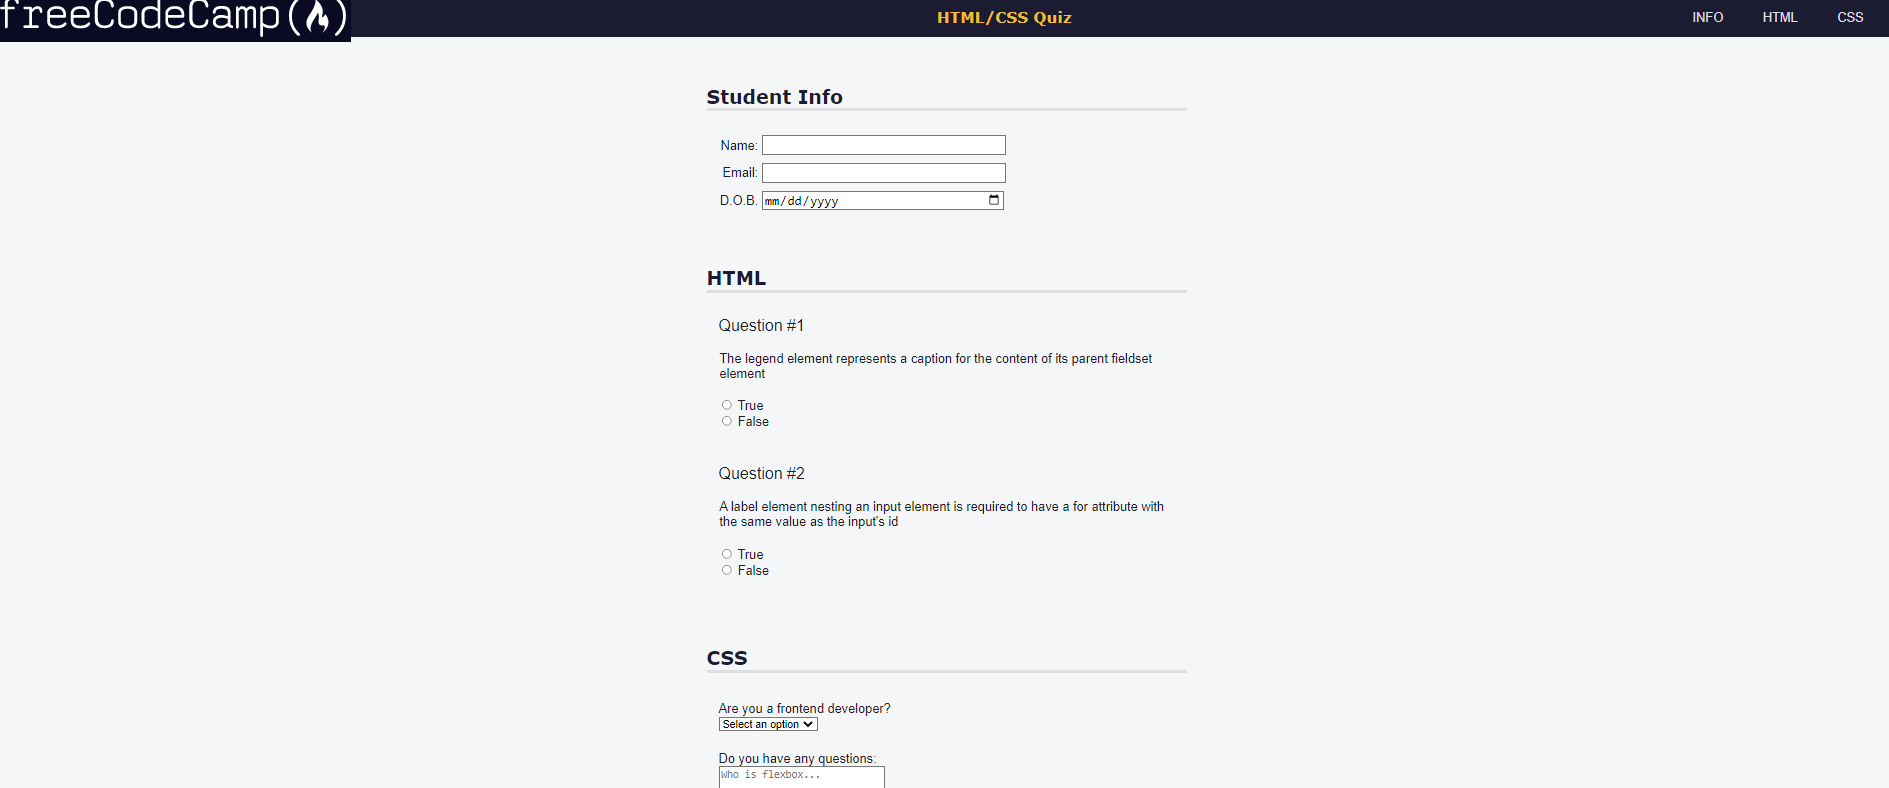 freeCodeCamp
HTML/CSS Quiz
INFO HTML CSS
Student Info
Name:
Email:
D.O.B. mm/dd/yyyy
HTML
Question #1
The legend element represents a caption for the content of its parent fieldset
element
True
False
Question #2
A label element nesting an input element is required to have a for attribute with
the same value as the input's id
True
False
CSS
Are you a frontend developer?
Select an option
Do you have any questions:
Who is flexbox...